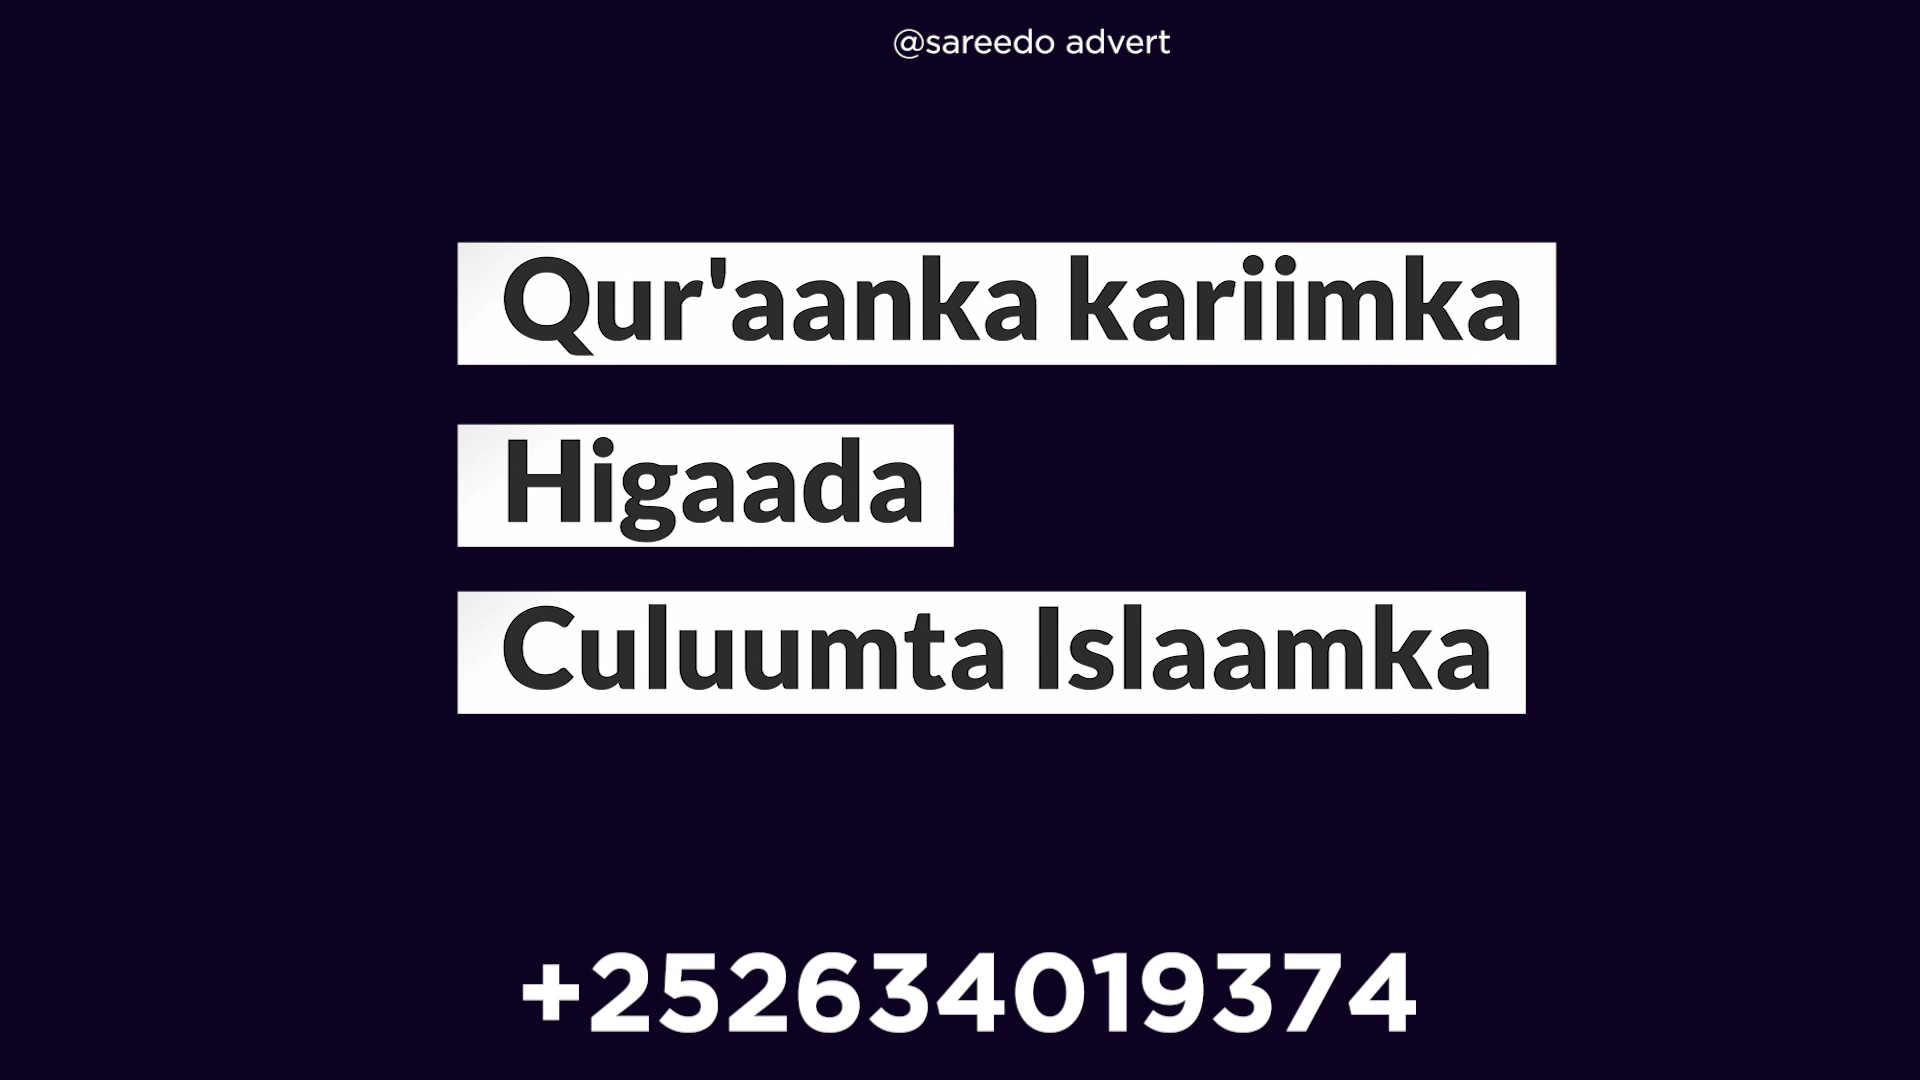 @sareedo advert
Qur'aanka kariimka
Higaada
Culuumta Islaamka
+252634019374